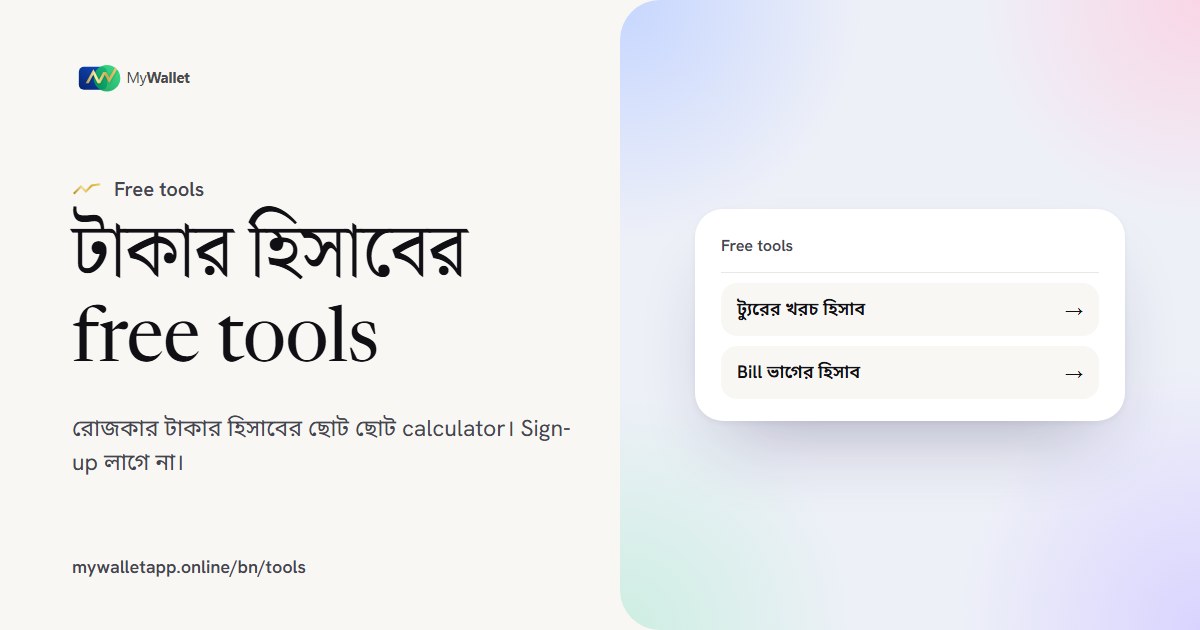 MyWallet
Free tools
টাকার হিসাবের
free tools
রোজকার টাকার হিসাবের ছোট ছোট calculator। Sign-
up লাগে না।
mywalletapp.online/bn/tools
Free tools
ট্যুরের খরচ হিসাব →
Bill ভাগের হিসাব →